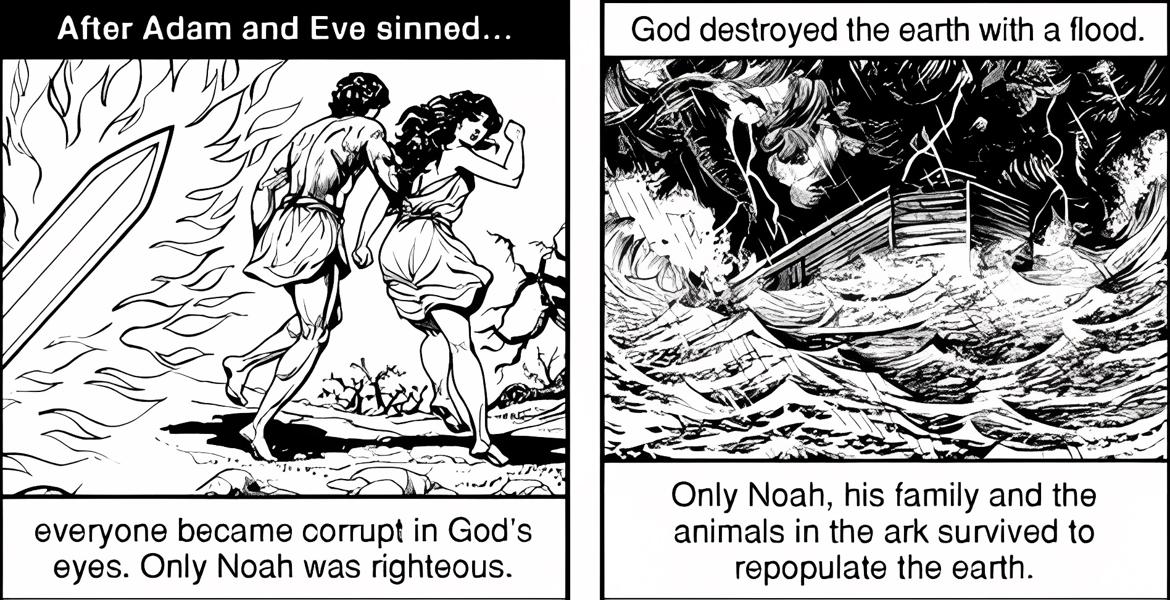 After Adam and Eve sinned...
everyone became corrupt in God's
eyes. Only Noah was righteous.
God destroyed the earth with a flood.
Only Noah, his family and the
animals in the ark survived to
repopulate the earth.